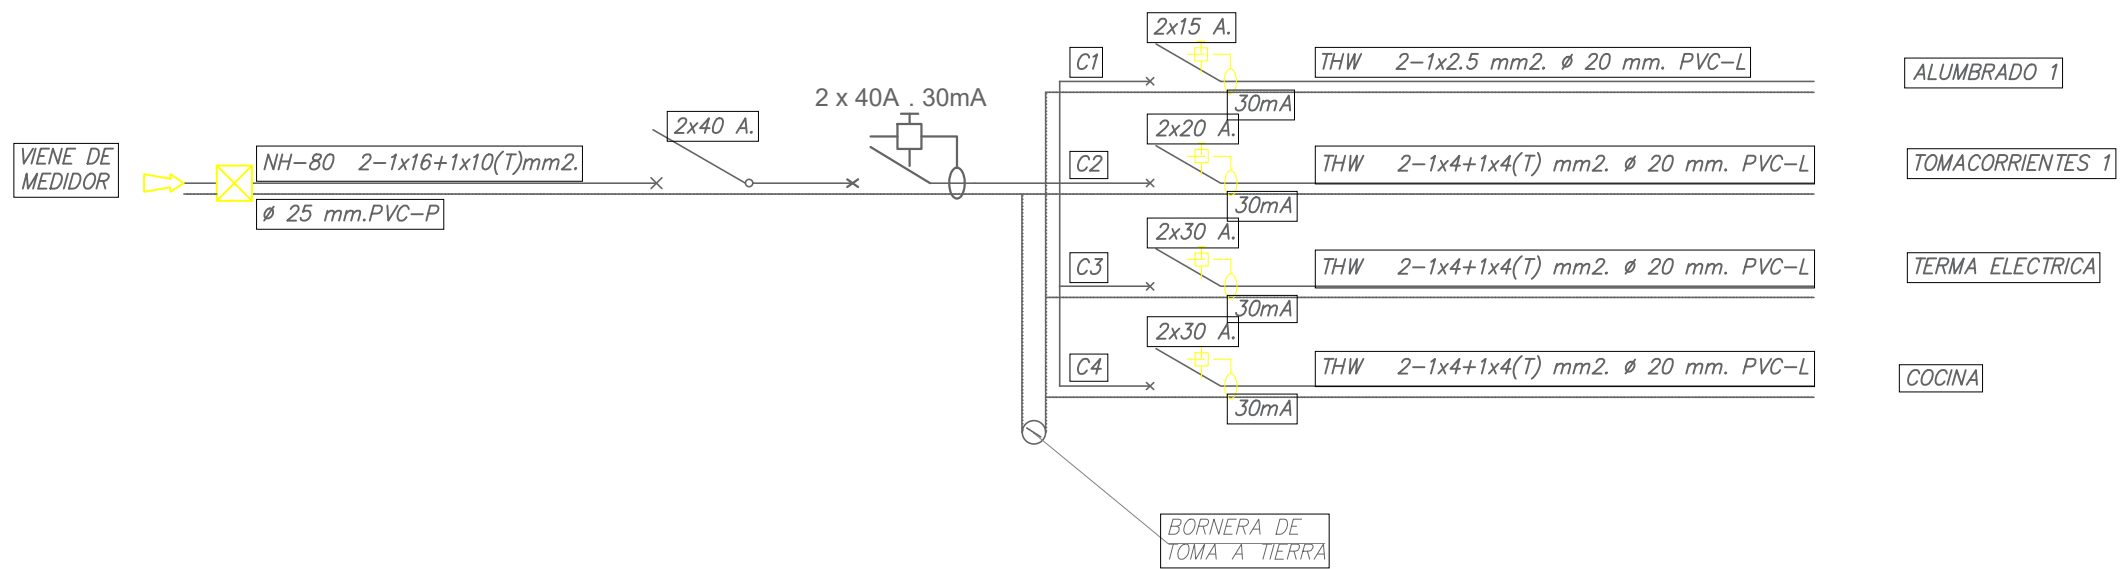 VIENE DE
MEDIDOR
NH-80 2-1x16+1x10(T)mm2.
ø 25 mm.PVC-P
2x40 A.
2 x 40A . 30mA
C1
2x15 A.
30mA
THW 2-1x2.5 mm2. ø 20 mm. PVC-L
ALUMBRADO 1
C2
2x20 A.
30mA
THW 2-1x4+1x4(T) mm2. ø 20 mm. PVC-L
TOMACORRIENTES 1
C3
2x30 A.
30mA
THW 2-1x4+1x4(T) mm2. ø 20 mm. PVC-L
TERMA ELECTRICA
C4
2x30 A.
30mA
THW 2-1x4+1x4(T) mm2. ø 20 mm. PVC-L
COCINA
BORNERA DE
TOMA A TIERRA